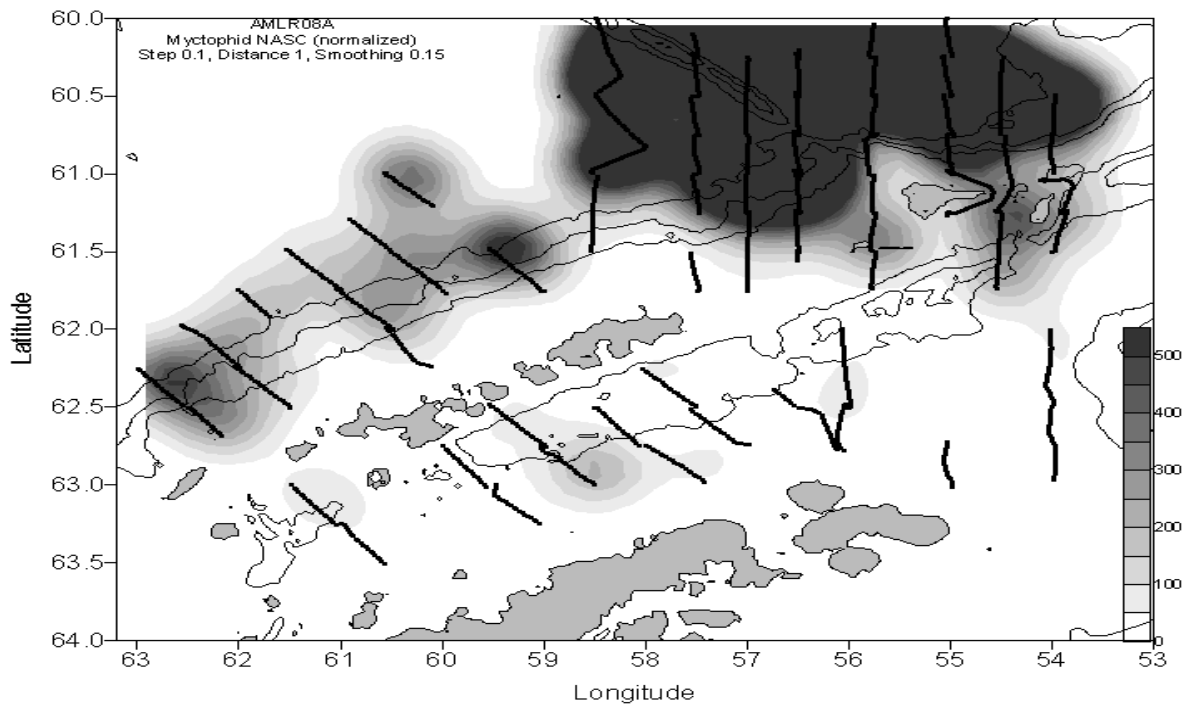 AMLR08A
Myctophid NASC (normalized)
Step 0.1, Distance 1, Smoothing 0.15
60.0
60.5
61.0
61.5
62.0
62.5
63.0
63.5
64.0
Latitude
500
400
300
200
100
0
63 62 61 60 59 58 57 56 55 54 53
Longitude